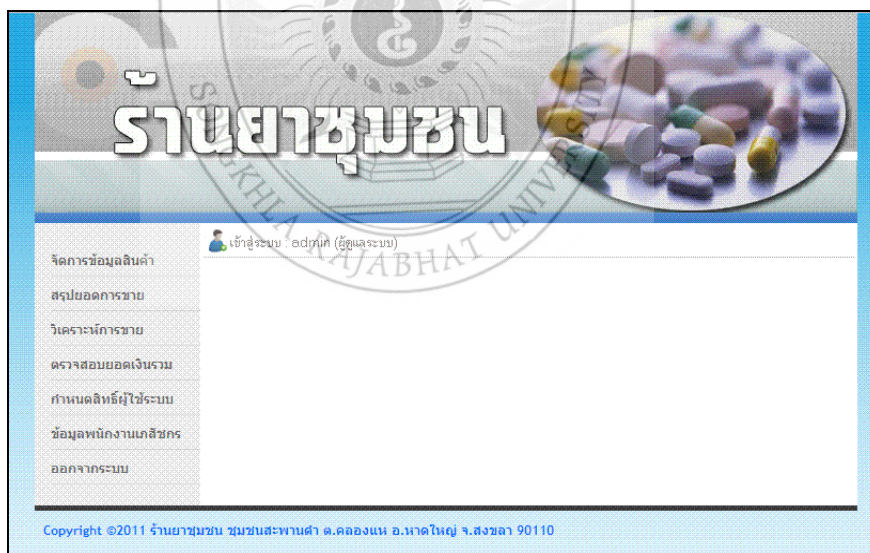 ร้านยาชุมชน
SONGKHLA RAJABHAT UNIVERSITY
เข้าสู่ระบบ : admin (ผู้ดูแลระบบ)
จัดการข้อมูลสินค้า
สรุปยอดการขาย
วิเคราะห์การขาย
ตรวจสอบยอดเงินรวม
กำหนดสิทธิ์ผู้ใช้ระบบ
ข้อมูลพนักงานเภสัชกร
ออกจากระบบ
Copyright ©2011 ร้านยาชุมชน ชุมชนสะพานดำ ต.คลองแห อ.หาดใหญ่ จ.สงขลา 90110